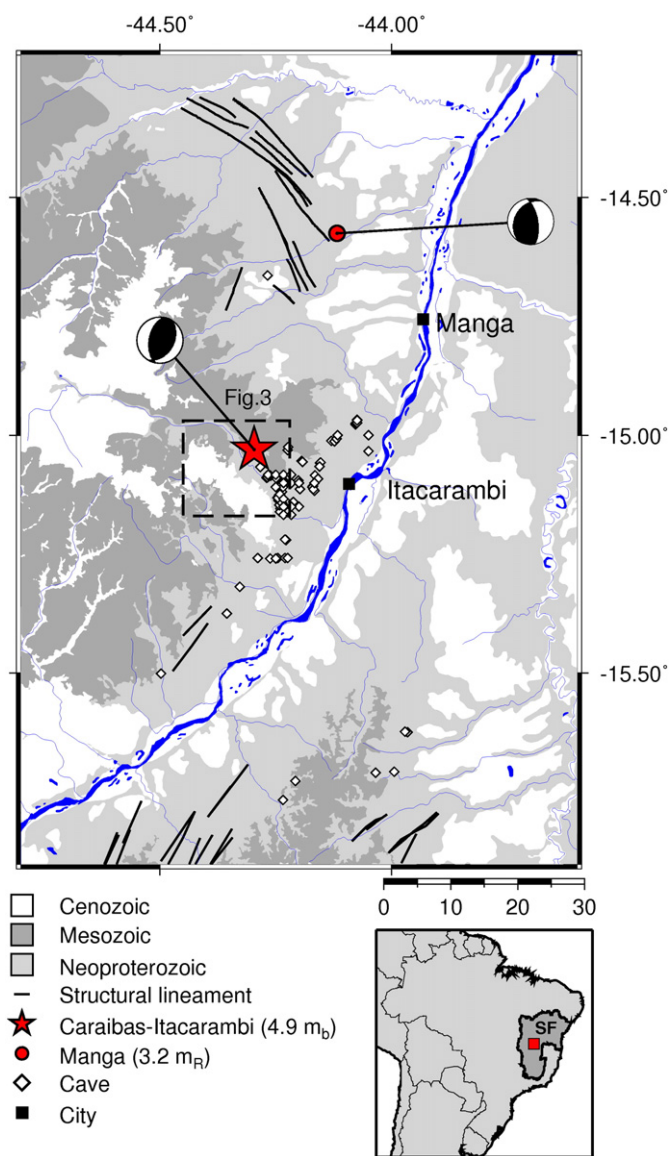 -44.50 -44.00
-14.50
Manga
Fig.3
-15.00
Itacarambi
-15.50
Cenozoic
Mesozoic
Neoproterozoic
Structural lineament
Caraibas-Itacarambi (4.9 mb)
Manga (3.2 mR)
Cave
City
0 10 20 30
SF